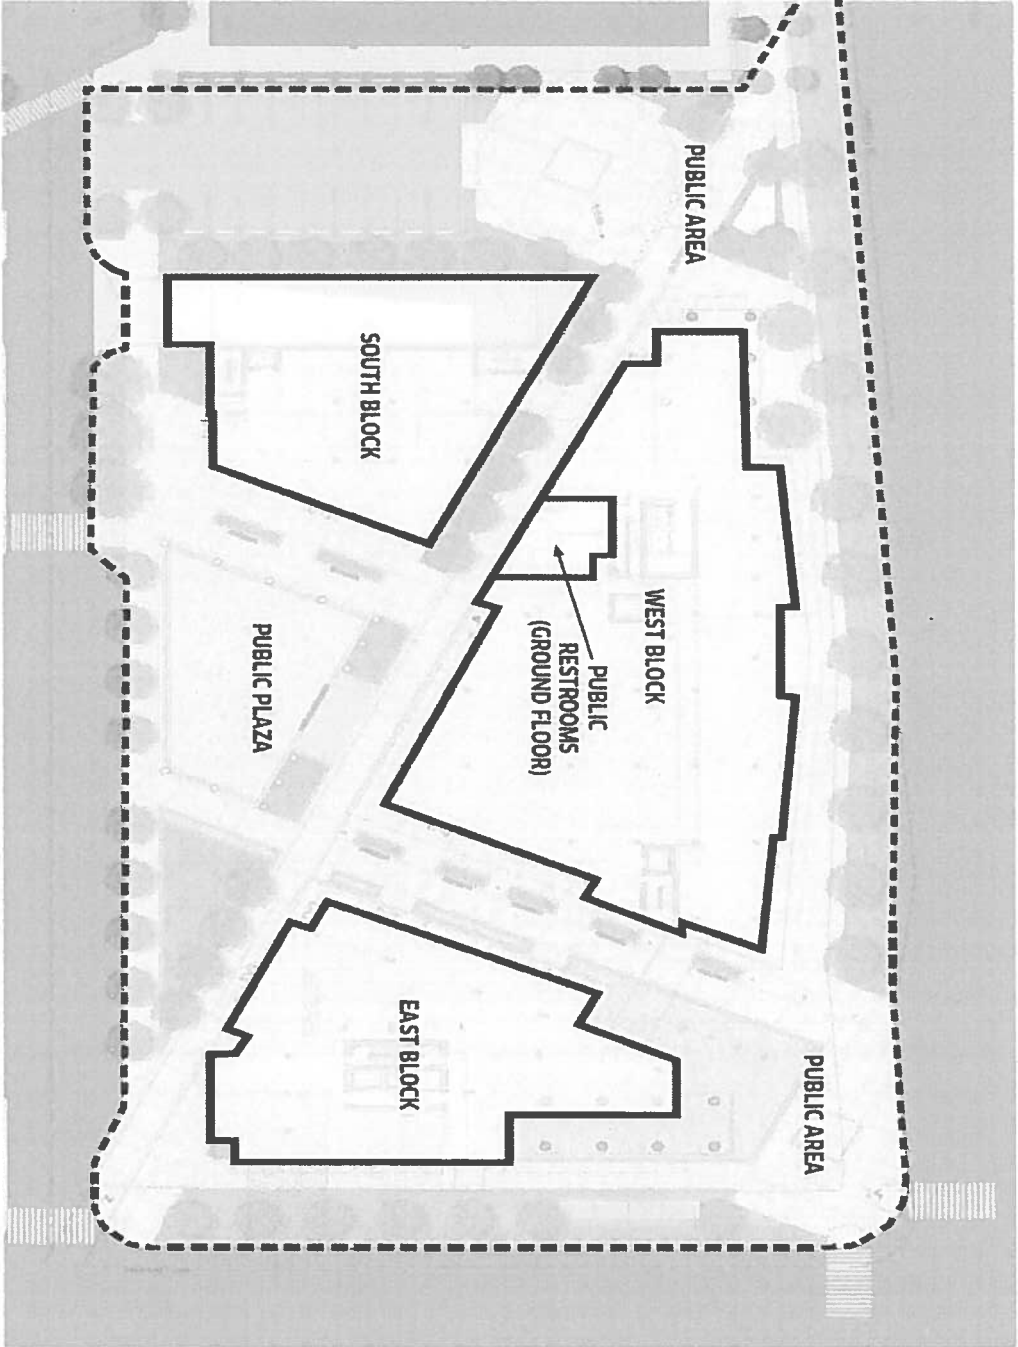 PUBLIC AREA
SOUTH BLOCK
WEST BLOCK
PUBLIC
RESTROOMS
(GROUND FLOOR)
PUBLIC PLAZA
EAST BLOCK
PUBLIC AREA